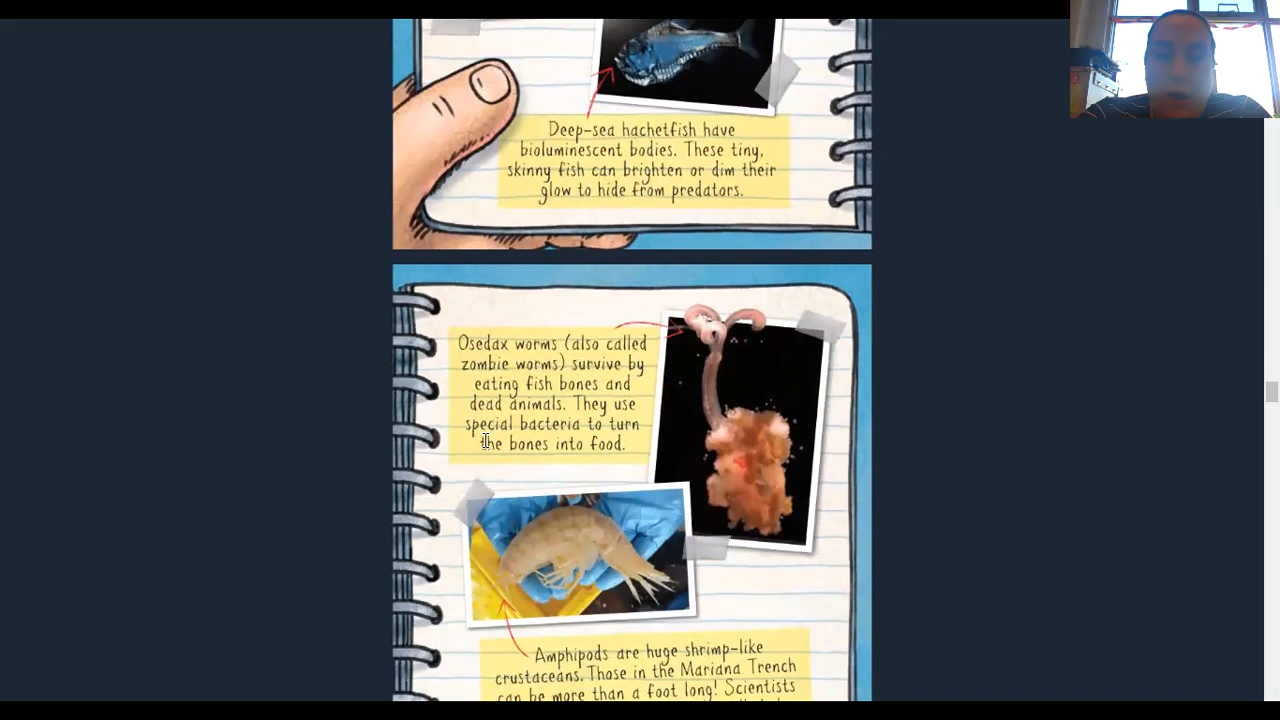 Deep-sea hachetfish have
bioluminescent bodies. These tiny,
skinny fish can brighten or dim their
glow to hide from predators.
Osedax worms (also called
zombie worms) survive by
eating fish bones and
dead animals. They use
special bacteria to turn
the bones into food.
Amphipods are huge shrimp-like
crustaceans. Those in the Mariana Trench
can be more than a foot long! Scientists